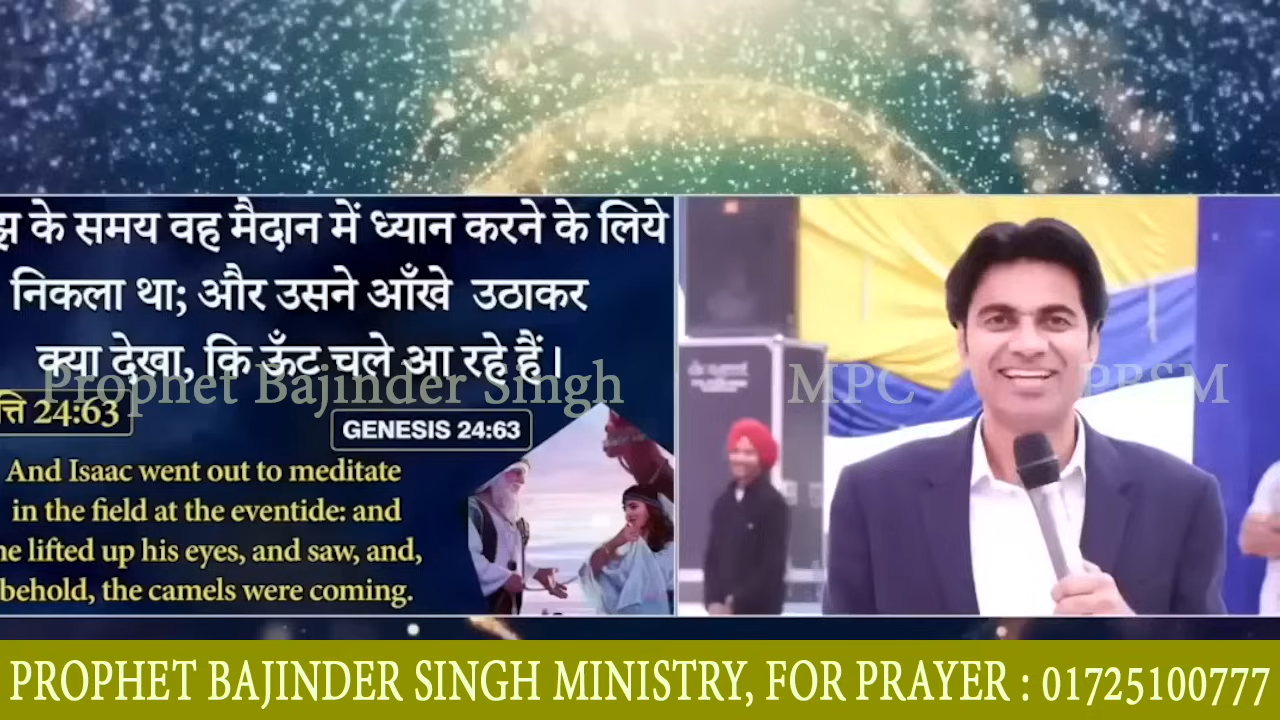 के समय वह मैदान में ध्यान करने के लिये
निकला था; और उसने आँखे उठाकर
क्या देखा, कि ऊँट चले आ रहे हैं।
Prophet Bajinder Singh MPC PBSM
24:63
GENESIS 24:63
And Isaac went out to meditate
in the field at the eventide: and
he lifted up his eyes, and saw, and,
behold, the camels were coming.
PROPHET BAJINDER SINGH MINISTRY, FOR PRAYER : 01725100777